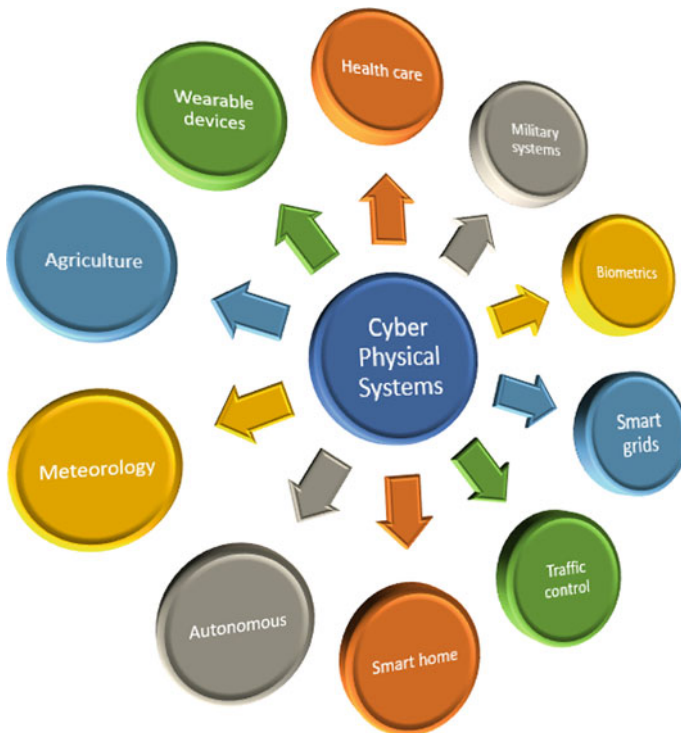 Health care
Wearable
devices
Military
systems
Agriculture
Biometrics
Cyber
Physical
Systems
Smart
grids
Meteorology
Traffic
control
Autonomous
Smart home